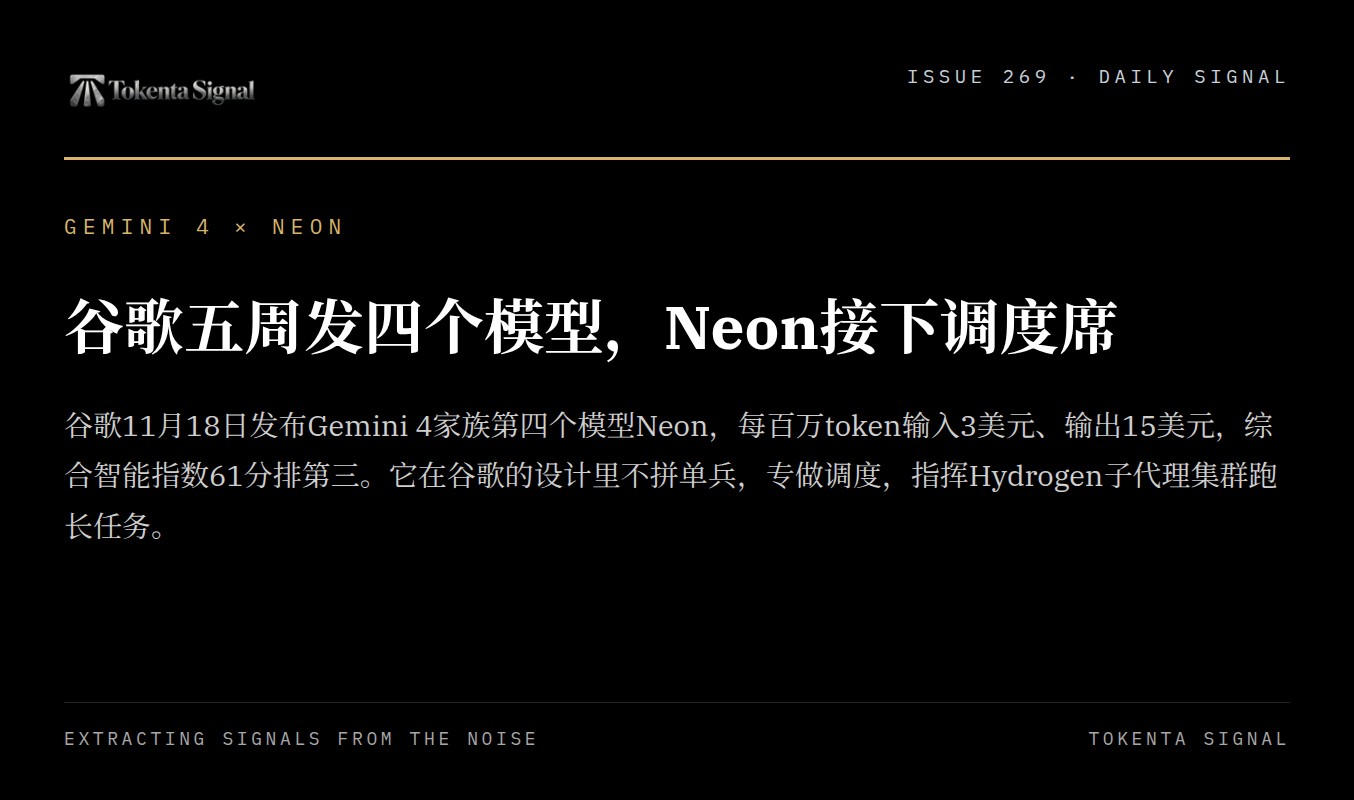 Tokenta Signal
ISSUE 269 · DAILY SIGNAL
GEMINI 4 × NEON
谷歌五周发四个模型，Neon接下调度席
谷歌11月18日发布Gemini 4家族第四个模型Neon，每百万token输入3美元、输出15美元，综
合智能指数61分排第三。它在谷歌的设计里不拼单兵，专做调度，指挥Hydrogen子代理集群跑
长任务。
EXTRACTING SIGNALS FROM THE NOISE
TOKENTA SIGNAL